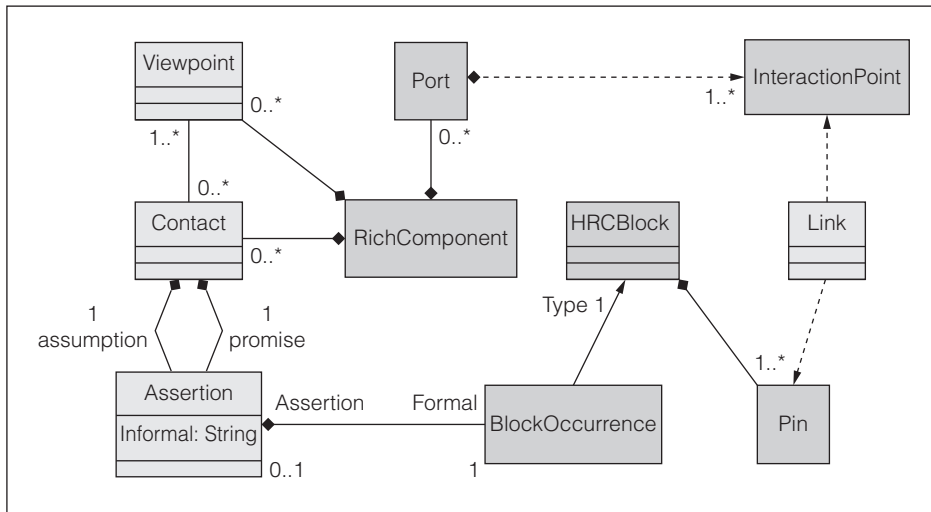 Viewpoint
Port
InteractionPoint
0..*
1..*
1..*
0..*
0..*
Contact
RichComponent
HRCBlock
Link
0..*
Type 1
1
assumption
1
promise
1..*
Assertion
Informal: String
Assertion
Formal
BlockOccurrence
Pin
0..1
1